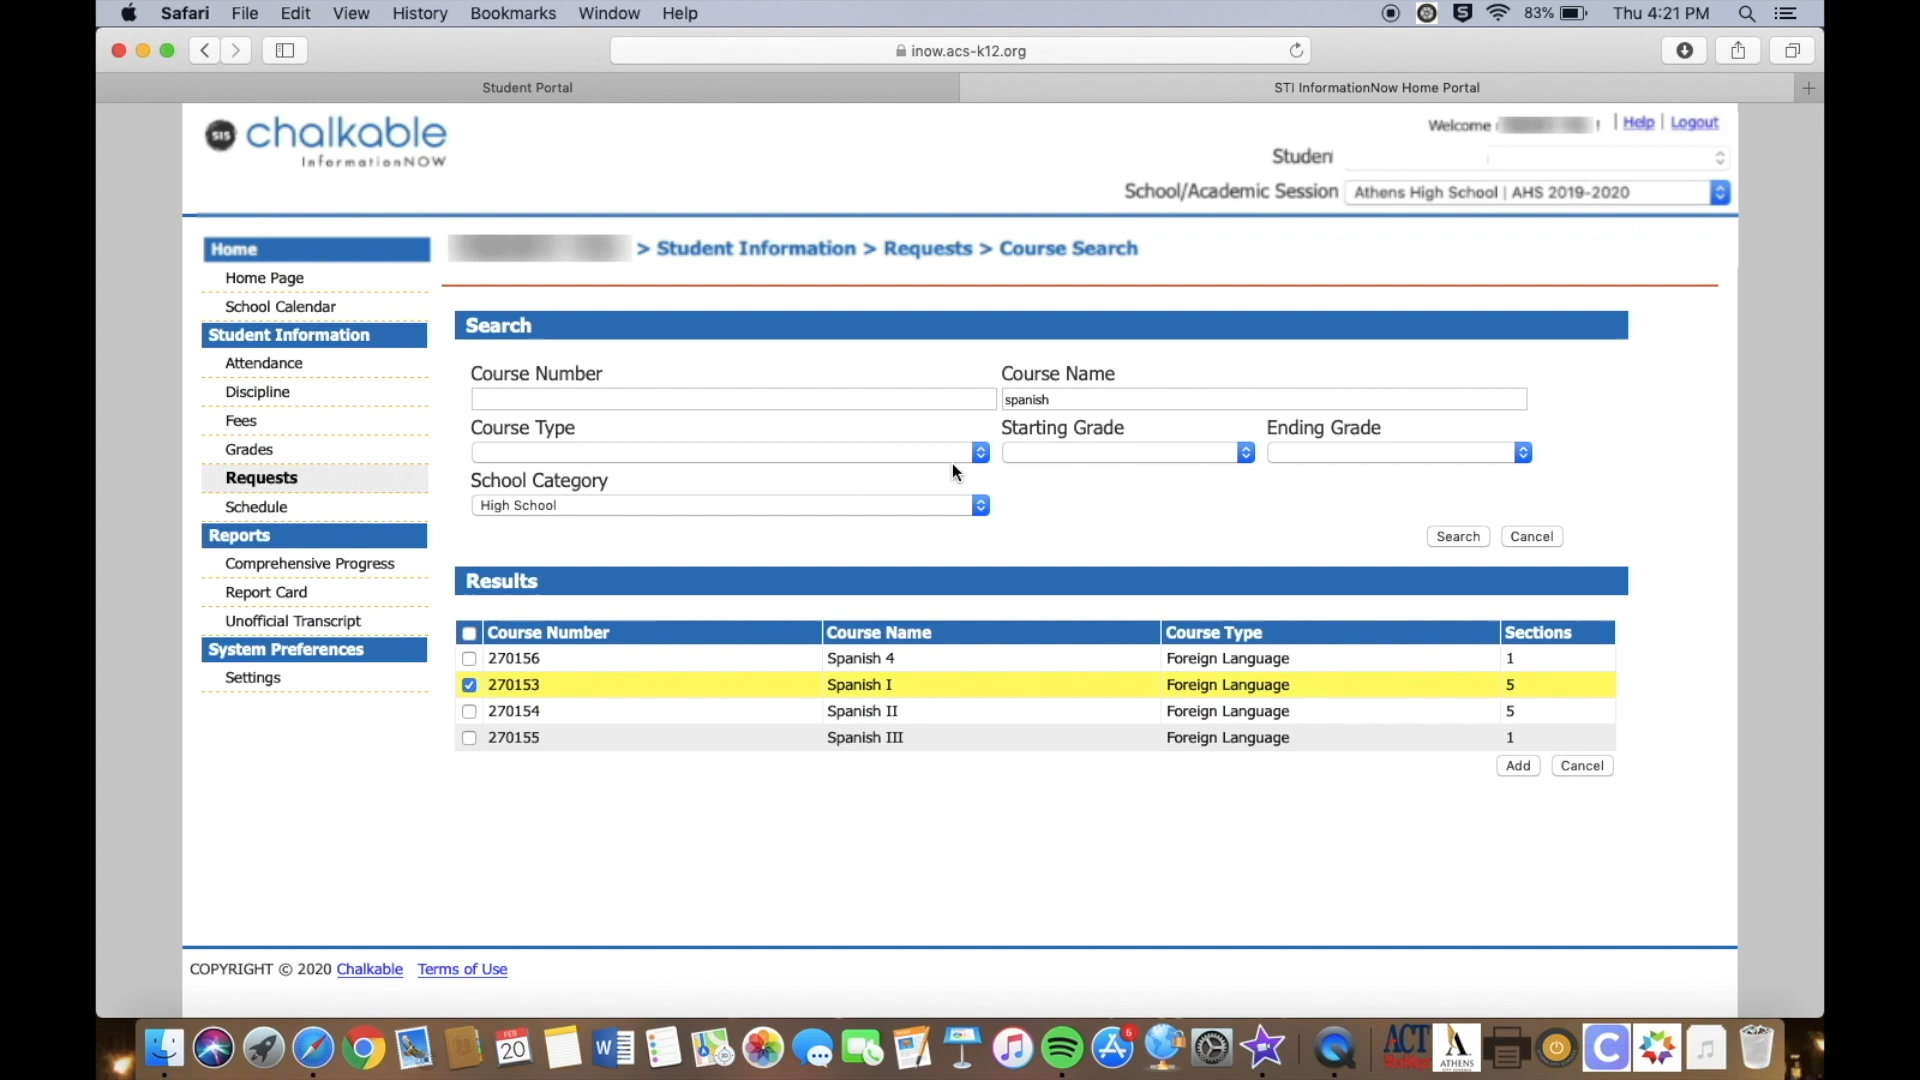 Safari File Edit View History Bookmarks Window Help 83% Thu 4:21 PM
inow.acs-k12.org
Student Portal STI InformationNow Home Portal
SIS chalkable
InformationNOW
Welcome ! | Help | Logout
Studen
School/Academic Session Athens High School | AHS 2019-2020
Home
> Student Information > Requests > Course Search
Home Page
School Calendar
Student Information
Attendance
Discipline
Fees
Grades
Requests
Schedule
Reports
Comprehensive Progress
Report Card
Unofficial Transcript
System Preferences
Settings
Search
Course Number Course Name
spanish
Course Type Starting Grade Ending Grade
School Category
High School
Search Cancel
Results
Course Number Course Name Course Type Sections
270156 Spanish 4 Foreign Language 1
270153 Spanish I Foreign Language 5
270154 Spanish II Foreign Language 5
270155 Spanish III Foreign Language 1
Add Cancel
COPYRIGHT © 2020 Chalkable Terms of Use
FEB
20
W
5
ACT
A
ATHENS
C